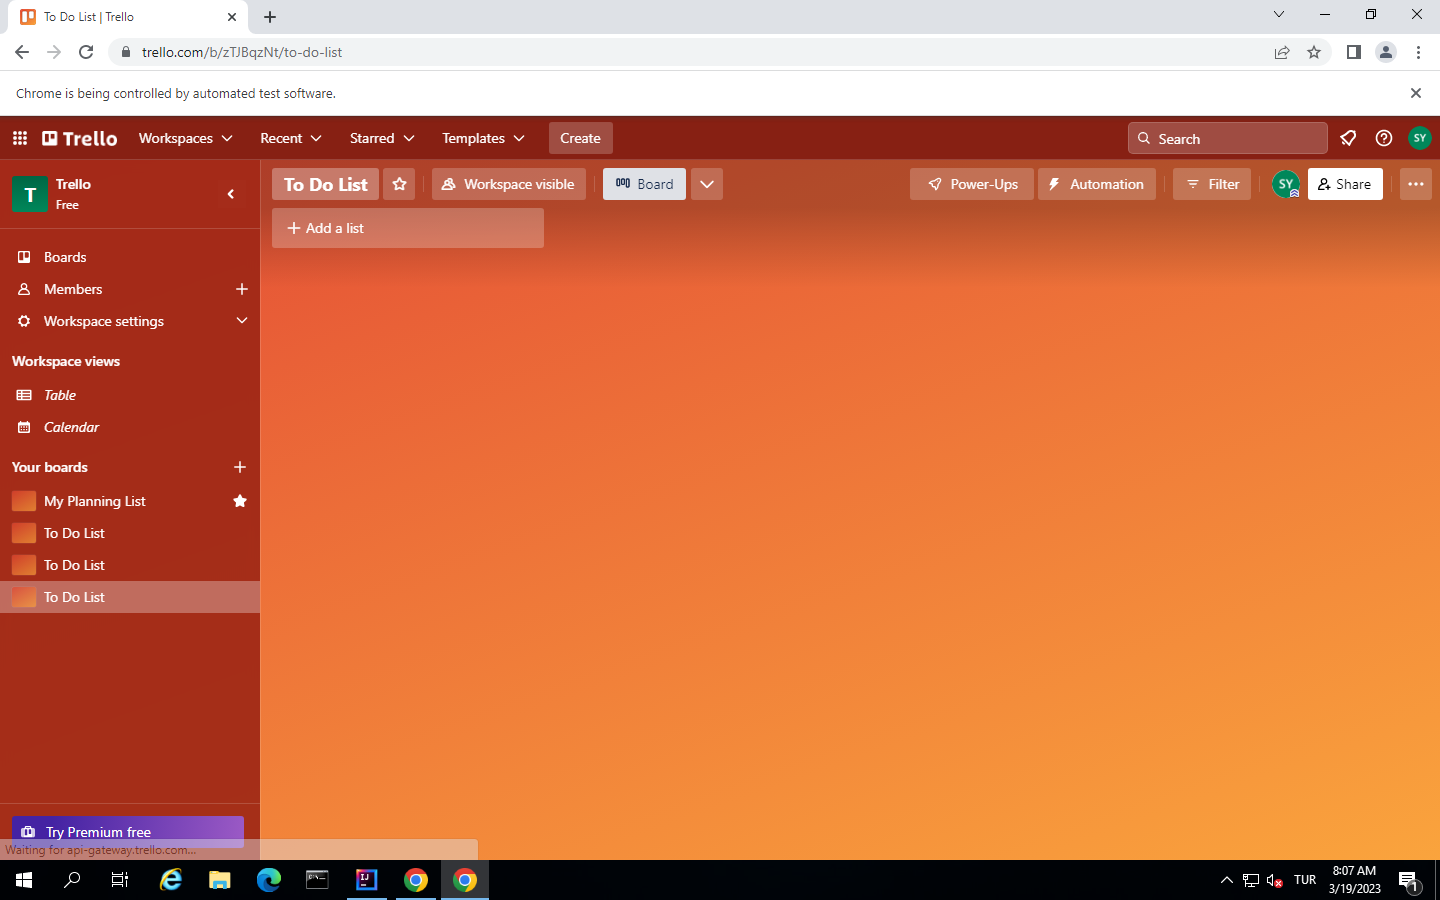 To Do List | Trello
trello.com/b/zTJBqzNt/to-do-list
Chrome is being controlled by automated test software.
Trello
Workspaces
Recent
Starred
Templates
Create
Search
SY
T
Trello
Free
To Do List
Workspace visible
Board
Power-Ups
Automation
Filter
SY
Share
Add a list
Boards
Members
Workspace settings
Workspace views
Table
Calendar
Your boards
My Planning List
To Do List
To Do List
To Do List
Try Premium free
Waiting for api-gateway.trello.com...
TUR
8:07 AM
3/19/2023
1